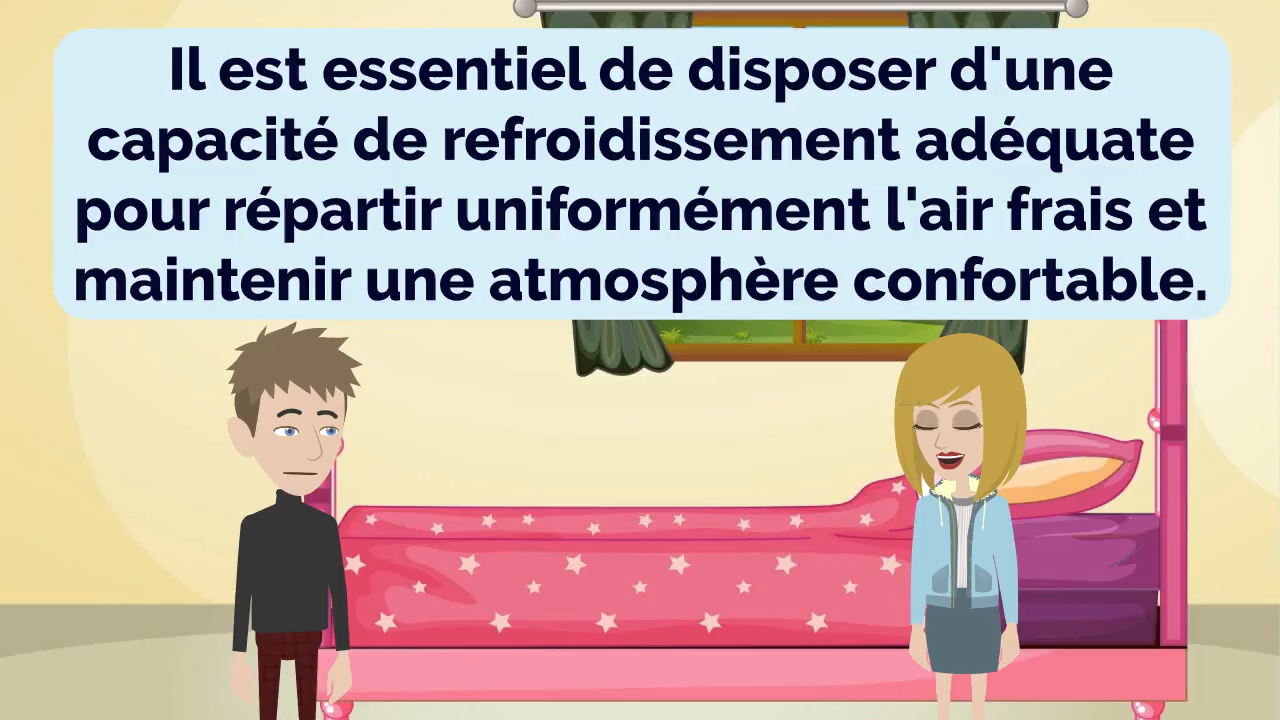 Il est essentiel de disposer d'une
capacité de refroidissement adéquate
pour répartir uniformément l'air frais et
maintenir une atmosphère confortable.